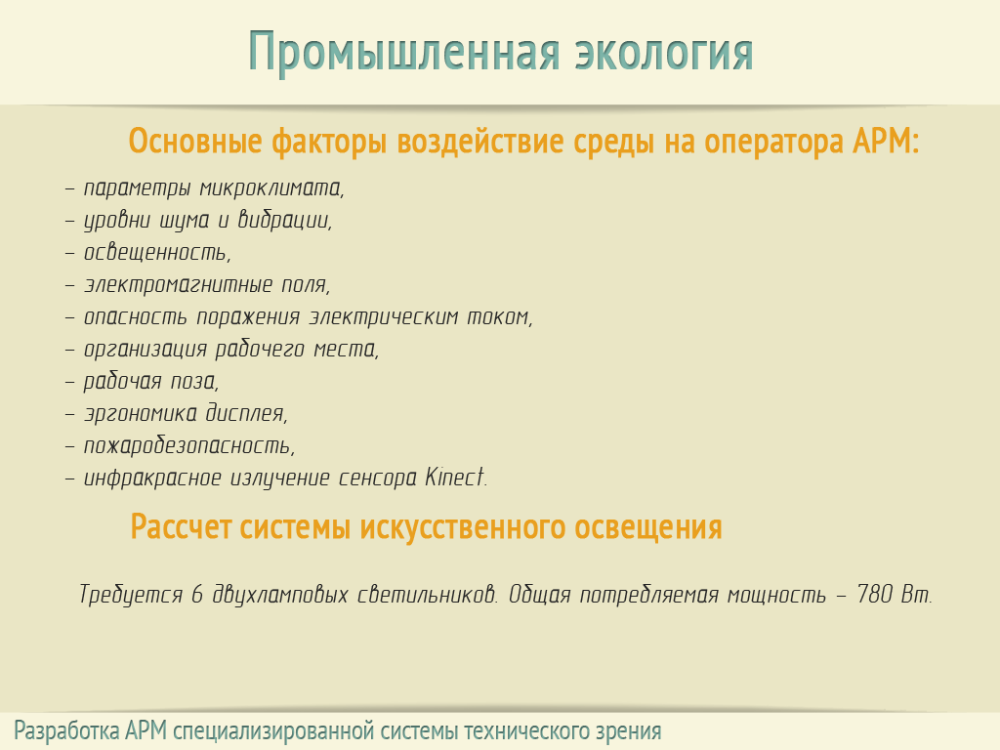 Промышленная экология
Основные факторы воздействие среды на оператора АРМ:
– параметры микроклимата,
– уровни шума и вибрации,
– освещенность,
– электромагнитные поля,
– опасность поражения электрическим током,
– организация рабочего места,
– рабочая поза,
– эргономика дисплея,
– пожаробезопасность,
– инфракрасное излучение сенсора Kinect.
Рассчет системы искусственного освещения
Требуется 6 двухламповых светильников. Общая потребляемая мощность – 780 Вт.
Разработка АРМ специализированной системы технического зрения